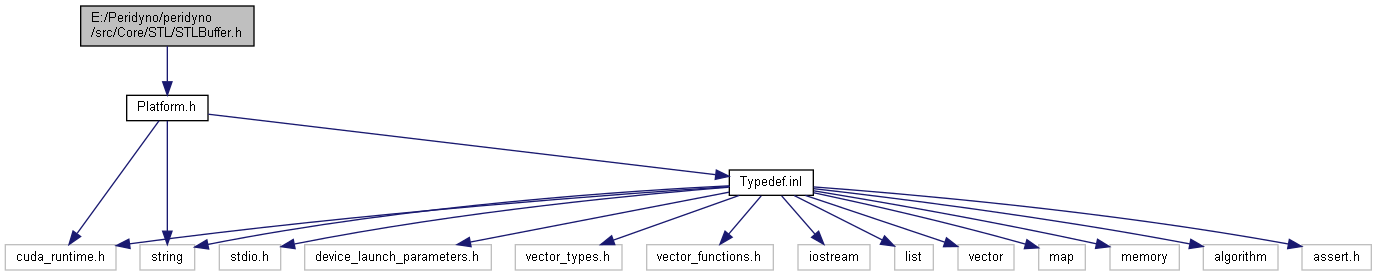 E:/Peridyno/peridyno
/src/Core/STL/STLBuffer.h
Platform.h
Typedef.inl
cuda_runtime.h
string
stdio.h
device_launch_parameters.h
vector_types.h
vector_functions.h
iostream
list
vector
map
memory
algorithm
assert.h